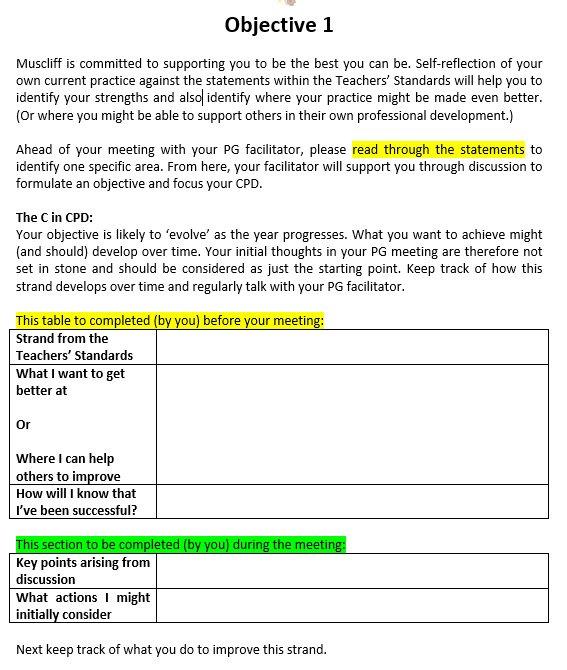 Objective 1
Muscliff is committed to supporting you to be the best you can be. Self-reflection of your
own current practice against the statements within the Teachers’ Standards will help you to
identify your strengths and also identify where your practice might be made even better.
(Or where you might be able to support others in their own professional development.)
Ahead of your meeting with your PG facilitator, please read through the statements to
identify one specific area. From here, your facilitator will support you through discussion to
formulate an objective and focus your CPD.
The C in CPD:
Your objective is likely to ‘evolve’ as the year progresses. What you want to achieve might
(and should) develop over time. Your initial thoughts in your PG meeting are therefore not
set in stone and should be considered as just the starting point. Keep track of how this
strand develops over time and regularly talk with your PG facilitator.
This table to completed (by you) before your meeting:
Strand from the
Teachers’ Standards
What I want to get
better at
Or
Where I can help
others to improve
How will I know that
I’ve been successful?
This section to be completed (by you) during the meeting:
Key points arising from
discussion
What actions I might
initially consider
Next keep track of what you do to improve this strand.